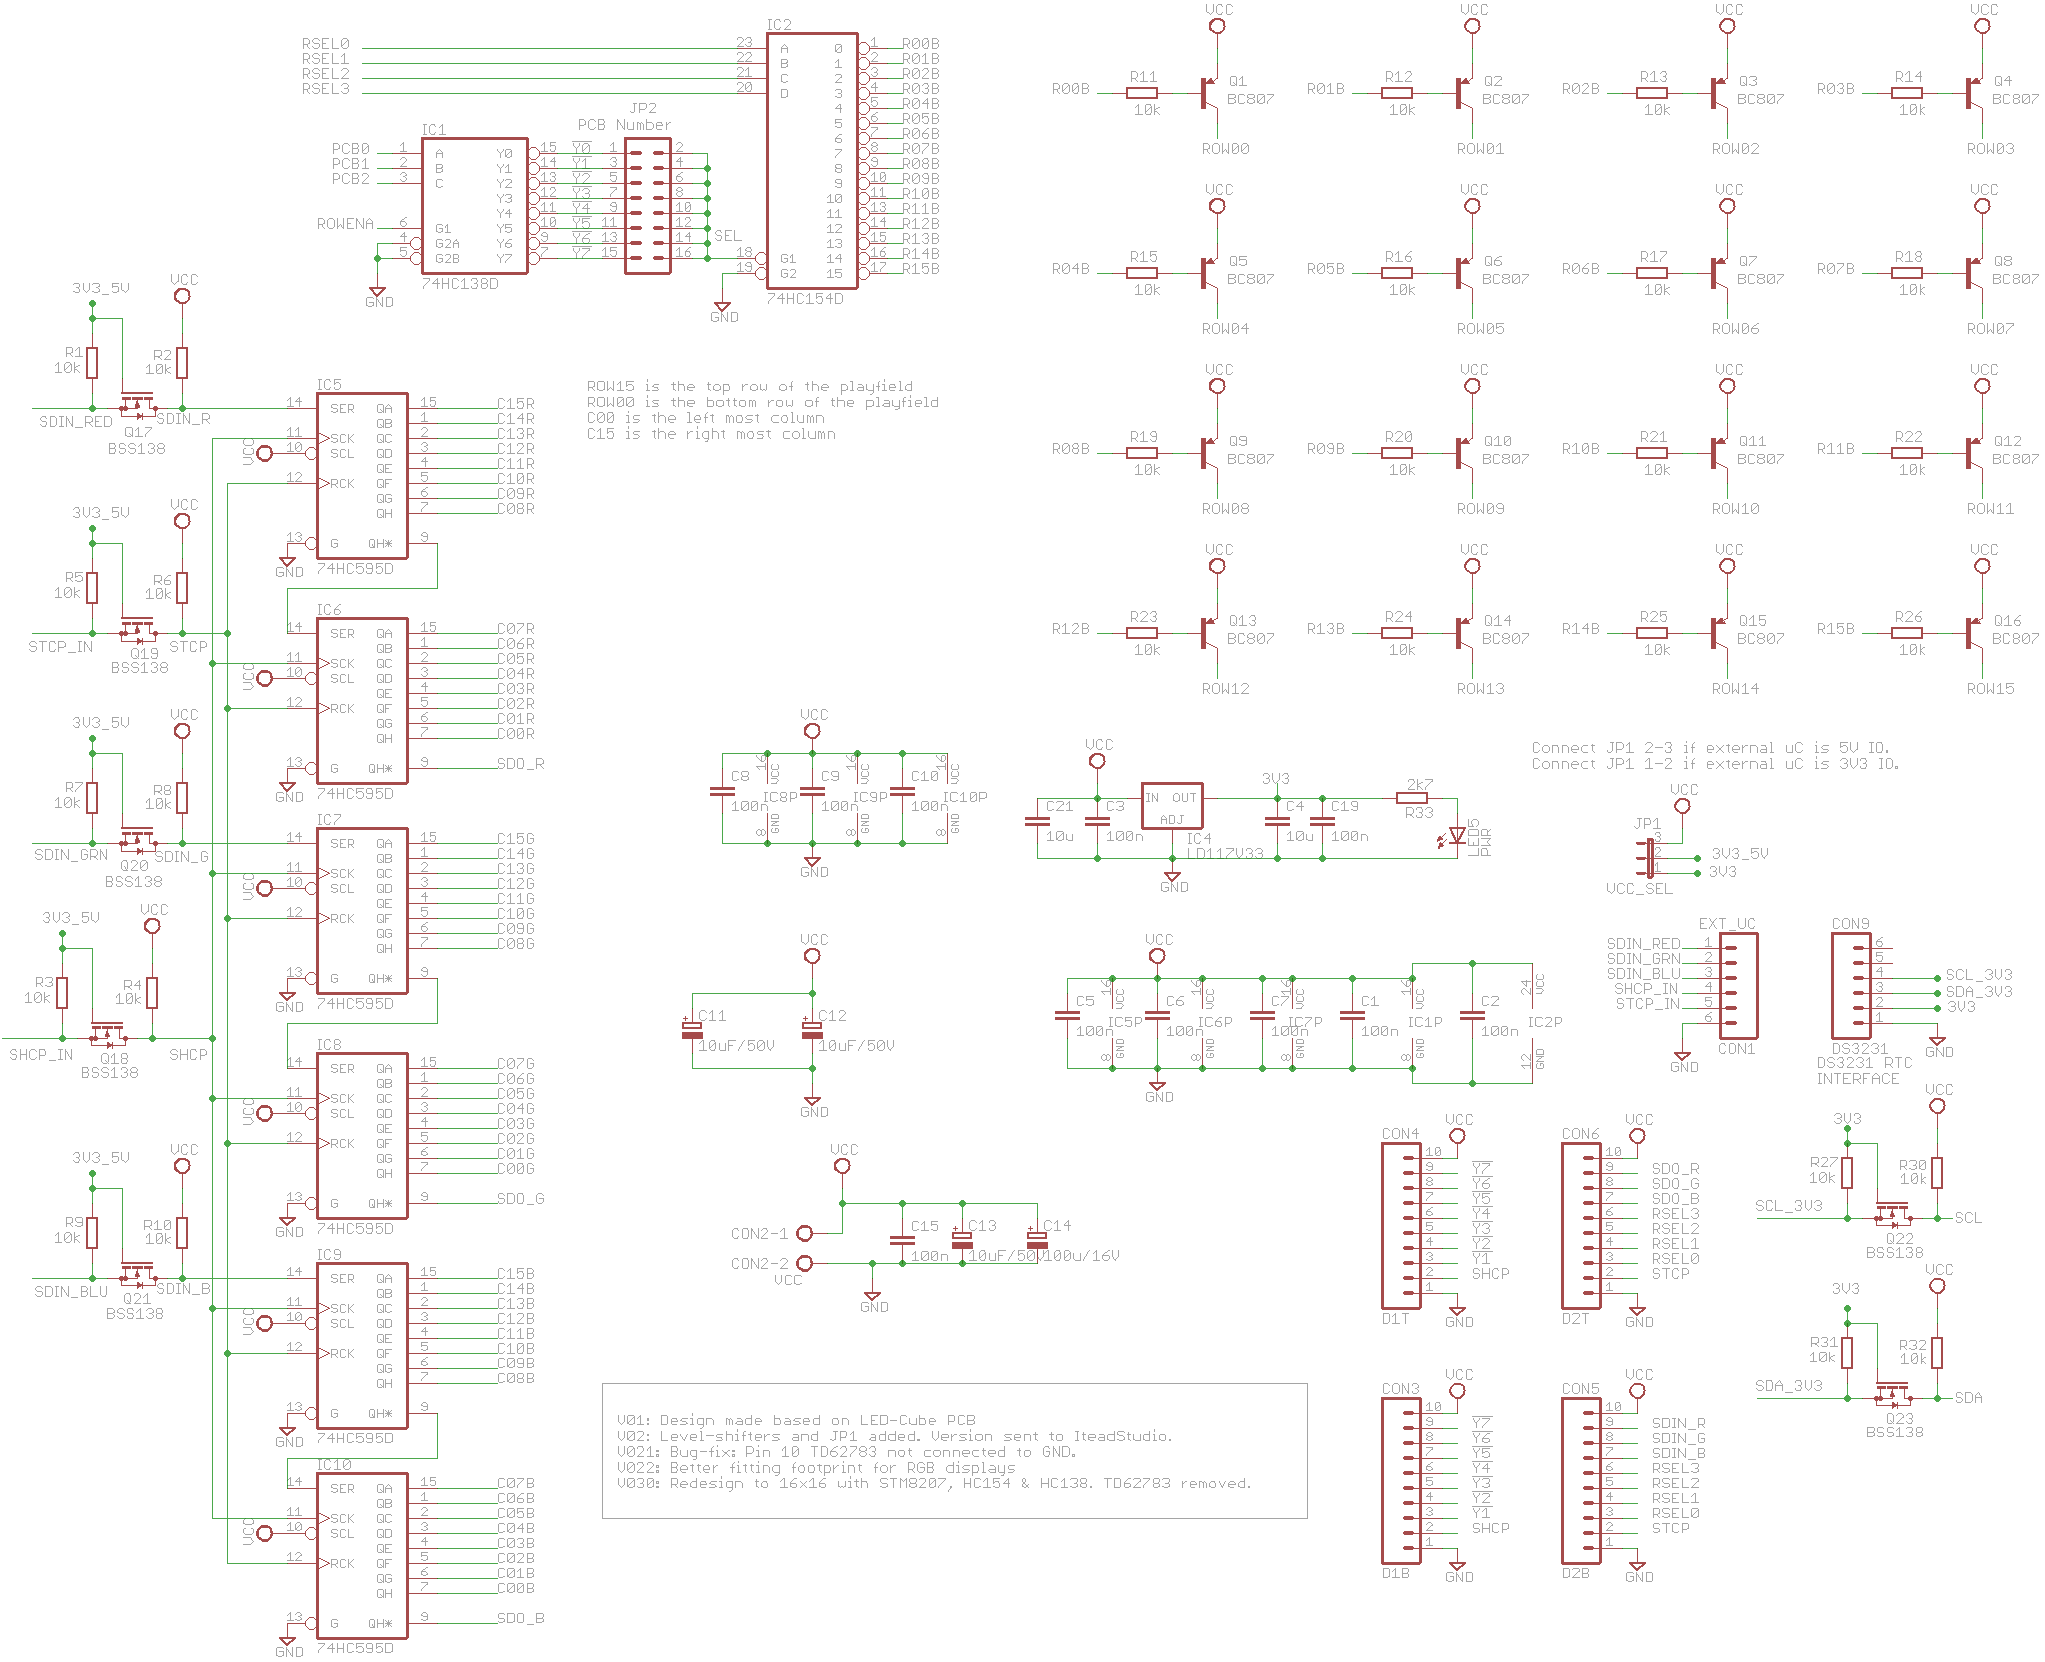 IC2
RSEL0 23 A 0 1 R00B
RSEL1 22 B 1 2 R01B
RSEL2 21 C 2 3 R02B
RSEL3 20 D 3 4 R03B
4 5 R04B
5 6 R05B
6 7 R06B
7 8 R07B
8 9 R08B
9 10 R09B
10 11 R10B
11 13 R11B
12 14 R12B
13 15 R13B
SEL 18 G1 14 16 R14B
19 G2 15 17 R15B
GND 74HC154D
JP2
PCB Number
IC1
PCB0 1 A Y0 15 Y0 1 2
PCB1 2 B Y1 14 Y1 3 4
PCB2 3 C Y2 13 Y2 5 6
Y3 12 Y3 7 8
Y4 11 Y4 9 10
ROWENA 6 G1 Y5 10 Y5 11 12
4 G2A Y6 9 Y6 13 14
5 G2B Y7 7 Y7 15 16
GND 74HC138D
VCC VCC VCC VCC
R00B R11 10k Q1 BC807 ROW00
R01B R12 10k Q2 BC807 ROW01
R02B R13 10k Q3 BC807 ROW02
R03B R14 10k Q4 BC807 ROW03
VCC VCC VCC VCC
R04B R15 10k Q5 BC807 ROW04
R05B R16 10k Q6 BC807 ROW05
R06B R17 10k Q7 BC807 ROW06
R07B R18 10k Q8 BC807 ROW07
VCC VCC VCC VCC
R08B R19 10k Q9 BC807 ROW08
R09B R20 10k Q10 BC807 ROW09
R10B R21 10k Q11 BC807 ROW10
R11B R22 10k Q12 BC807 ROW11
VCC VCC VCC VCC
R12B R23 10k Q13 BC807 ROW12
R13B R24 10k Q14 BC807 ROW13
R14B R25 10k Q15 BC807 ROW14
R15B R26 10k Q16 BC807 ROW15
ROW15 is the top row of the playfield
ROW00 is the bottom row of the playfield
C00 is the left most column
C15 is the right most column
3V3_5V VCC
R1 10k R2 10k
SDIN_RED Q17 BSS138 SDIN_R
IC5
14 SER QA 15 C15R
QB 1 C14R
11 SCK QC 2 C13R
VCC 10 SCL QD 3 C12R
QE 4 C11R
12 RCK QF 5 C10R
QG 6 C09R
QH 7 C08R
13 G QH* 9
GND 74HC595D
3V3_5V VCC
R5 10k R6 10k
STCP_IN Q19 BSS138 STCP
IC6
14 SER QA 15 C07R
QB 1 C06R
11 SCK QC 2 C05R
VCC 10 SCL QD 3 C04R
QE 4 C03R
12 RCK QF 5 C02R
QG 6 C01R
QH 7 C00R
13 G QH* 9 SDO_R
GND 74HC595D
3V3_5V VCC
R7 10k R8 10k
SDIN_GRN Q20 BSS138 SDIN_G
IC7
14 SER QA 15 C15G
QB 1 C14G
11 SCK QC 2 C13G
VCC 10 SCL QD 3 C12G
QE 4 C11G
12 RCK QF 5 C10G
QG 6 C09G
QH 7 C08G
13 G QH* 9
GND 74HC595D
3V3_5V VCC
R3 10k R4 10k
SHCP_IN Q18 BSS138 SHCP
IC8
14 SER QA 15 C07G
QB 1 C06G
11 SCK QC 2 C05G
VCC 10 SCL QD 3 C04G
QE 4 C03G
12 RCK QF 5 C02G
QG 6 C01G
QH 7 C00G
13 G QH* 9 SDO_G
GND 74HC595D
3V3_5V VCC
R9 10k R10 10k
SDIN_BLU Q21 BSS138 SDIN_B
IC9
14 SER QA 15 C15B
QB 1 C14B
11 SCK QC 2 C13B
VCC 10 SCL QD 3 C12B
QE 4 C11B
12 RCK QF 5 C10B
QG 6 C09B
QH 7 C08B
13 G QH* 9
GND 74HC595D
IC10
14 SER QA 15 C07B
QB 1 C06B
11 SCK QC 2 C05B
VCC 10 SCL QD 3 C04B
QE 4 C03B
12 RCK QF 5 C02B
QG 6 C01B
QH 7 C00B
13 G QH* 9 SDO_B
GND 74HC595D
VCC
C8 100n 16 VCC IC8P 8 GND
C9 100n 16 VCC IC9P 8 GND
C10 100n 16 VCC IC10P 8 GND
GND
VCC 3V3
C21 10u C3 100n
IN OUT ADJ IC4 LD117V33
C4 10u C19 100n
2k7 R33
LED5 PWR
GND
Connect JP1 2-3 if external uC is 5V IO.
Connect JP1 1-2 if external uC is 3V3 IO.
VCC
JP1
3
2 3V3_5V
1 3V3
VCC_SEL
VCC
C11 10uF/50V C12 10uF/50V
GND
VCC
C5 100n 16 VCC IC5P 8 GND
C6 100n 16 VCC IC6P 8 GND
C7 100n 16 VCC IC7P 8 GND
C1 100n 16 VCC IC1P 8 GND
C2 100n 24 VCC IC2P 12 GND
GND
EXT_UC
SDIN_RED 1
SDIN_GRN 2
SDIN_BLU 3
SHCP_IN 4
STCP_IN 5
6
GND CON1
CON9
6
5
4 SCL_3V3
3 SDA_3V3
2 3V3
1
GND
DS3231
DS3231 RTC
INTERFACE
VCC
CON2-1
CON2-2
VCC
C15 100n C13 10uF/50V C14 100u/16V
GND
CON4 VCC
10
9 Y7
8 Y6
7 Y5
6 Y4
5 Y3
4 Y2
3 Y1
2 SHCP
1
D1T GND
CON6 VCC
10
9 SDO_R
8 SDO_G
7 SDO_B
6 RSEL3
5 RSEL2
4 RSEL1
3 RSEL0
2 STCP
1
D2T GND
3V3 VCC
R27 10k R30 10k
SCL_3V3 Q22 BSS138 SCL
3V3 VCC
R31 10k R32 10k
SDA_3V3 Q23 BSS138 SDA
CON3 VCC
10
9 Y7
8 Y6
7 Y5
6 Y4
5 Y3
4 Y2
3 Y1
2 SHCP
1
D1B GND
CON5 VCC
10
9 SDIN_R
8 SDIN_G
7 SDIN_B
6 RSEL3
5 RSEL2
4 RSEL1
3 RSEL0
2 STCP
1
D2B GND
V01: Design made based on LED-Cube PCB
V02: Level-shifters and JP1 added. Version sent to IteadStudio.
V021: Bug-fix: Pin 10 TD62783 not connected to GND.
V022: Better fitting footprint for RGB displays
V030: Redesign to 16x16 with STM8207, HC154 & HC138. TD62783 removed.